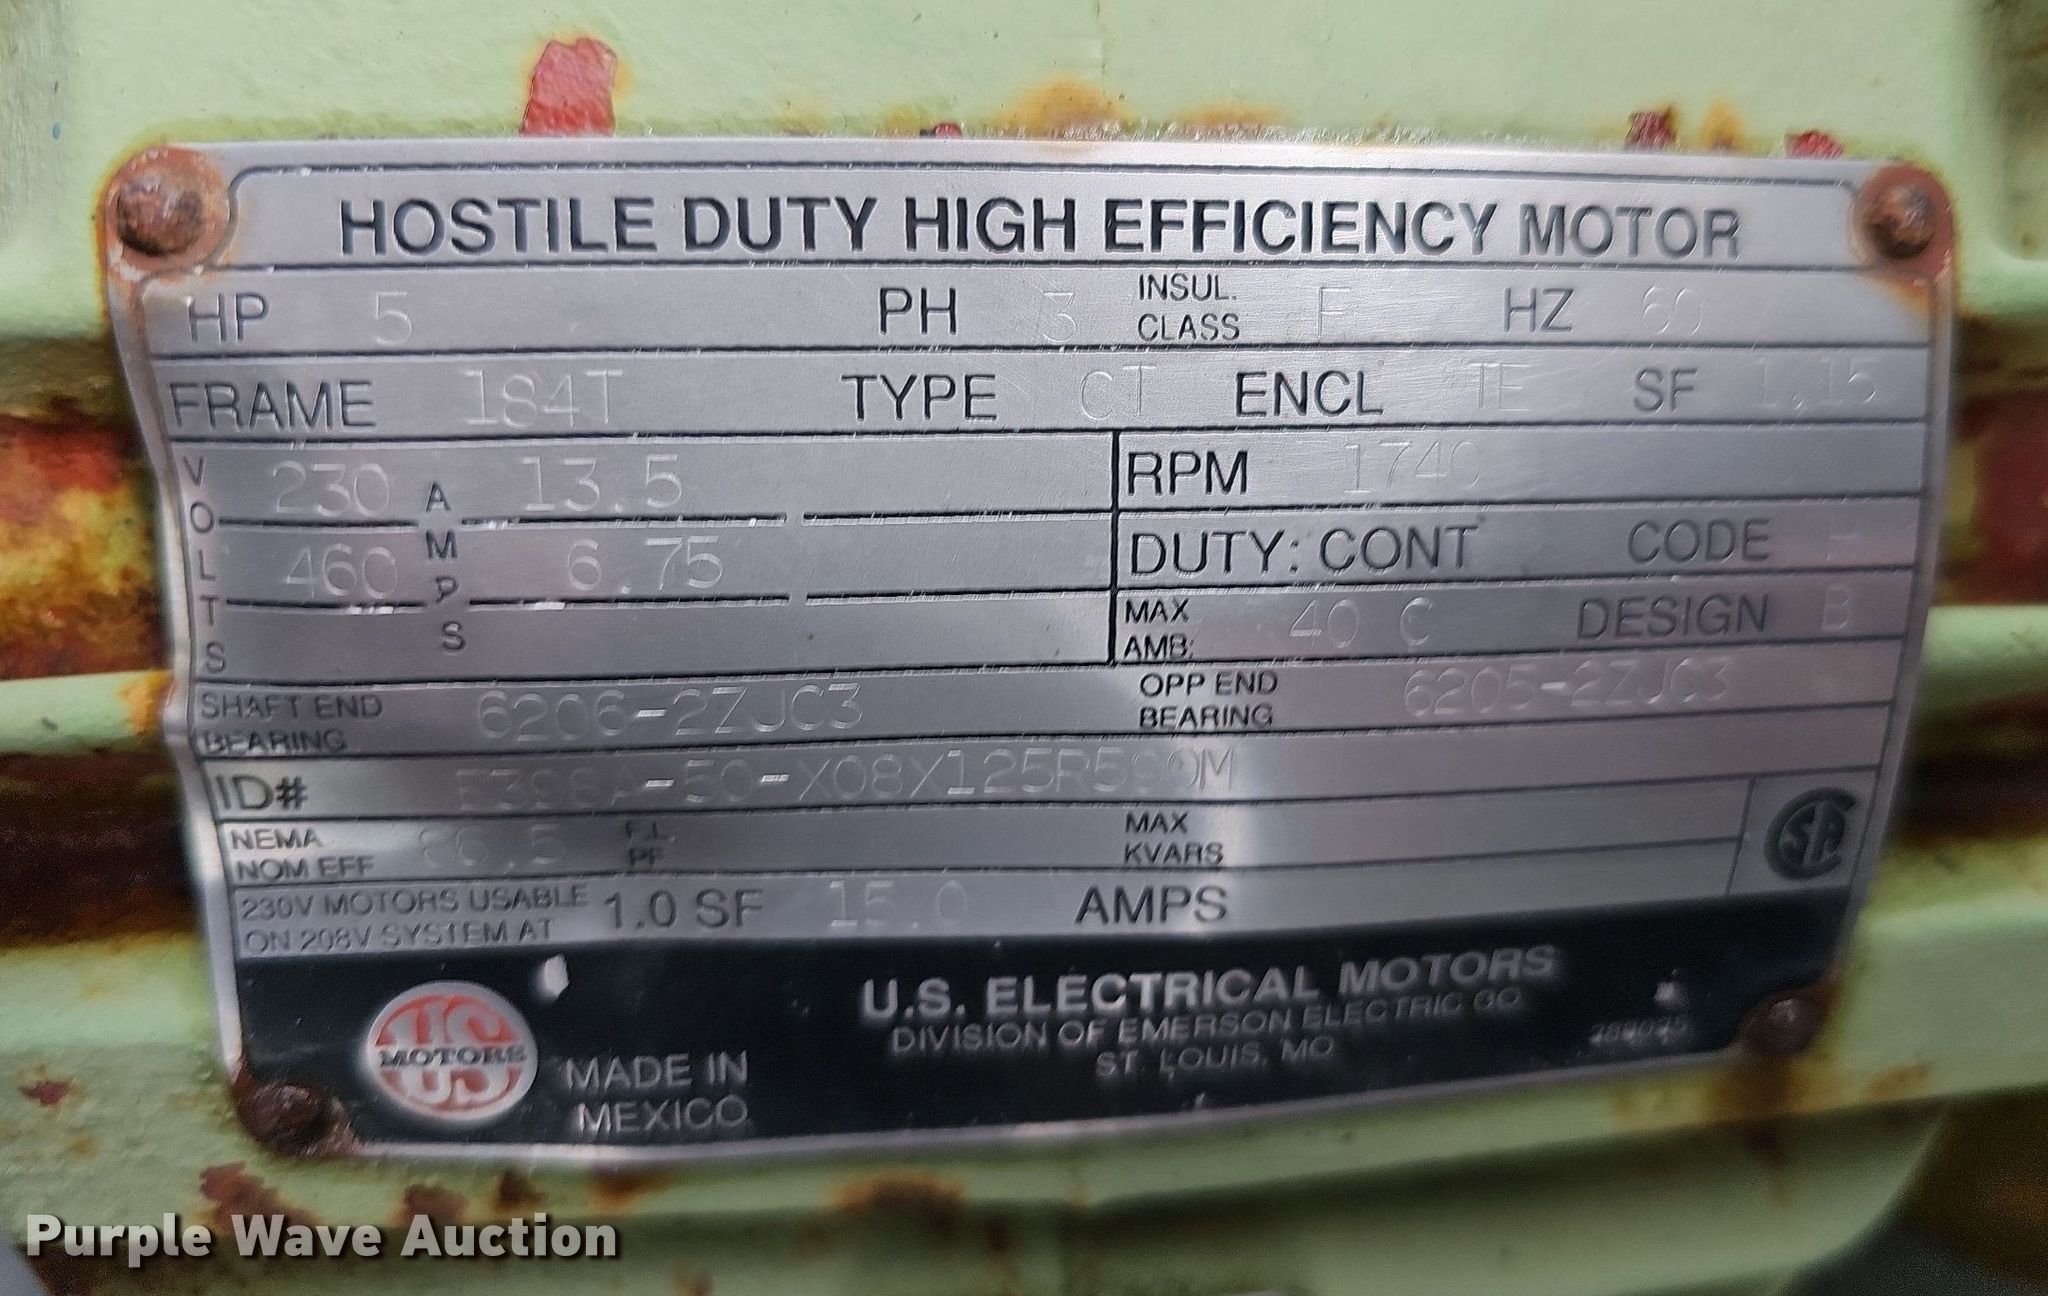 HOSTILE DUTY HIGH EFFICIENCY MOTOR
HP 5 PH 3 INSUL. CLASS F HZ 60
FRAME 184T TYPE CT ENCL TE SF 1.15
VOLTS 230 AMPS 13.5 RPM 1740
460 6.75 DUTY: CONT CODE
MAX AMB: 40 C DESIGN B
SHAFT END BEARING 6206-2ZJC3 OPP END BEARING 6205-2ZJC3
ID#
NEMA NOM EFF F.L. PF MAX KVARS
230V MOTORS USABLE ON 208V SYSTEM AT 1.0 SF 15.0 AMPS
SA
US MOTORS
MADE IN
MEXICO
U.S. ELECTRICAL MOTORS
DIVISION OF EMERSON ELECTRIC CO.
ST. LOUIS, MO.
Purple Wave Auction